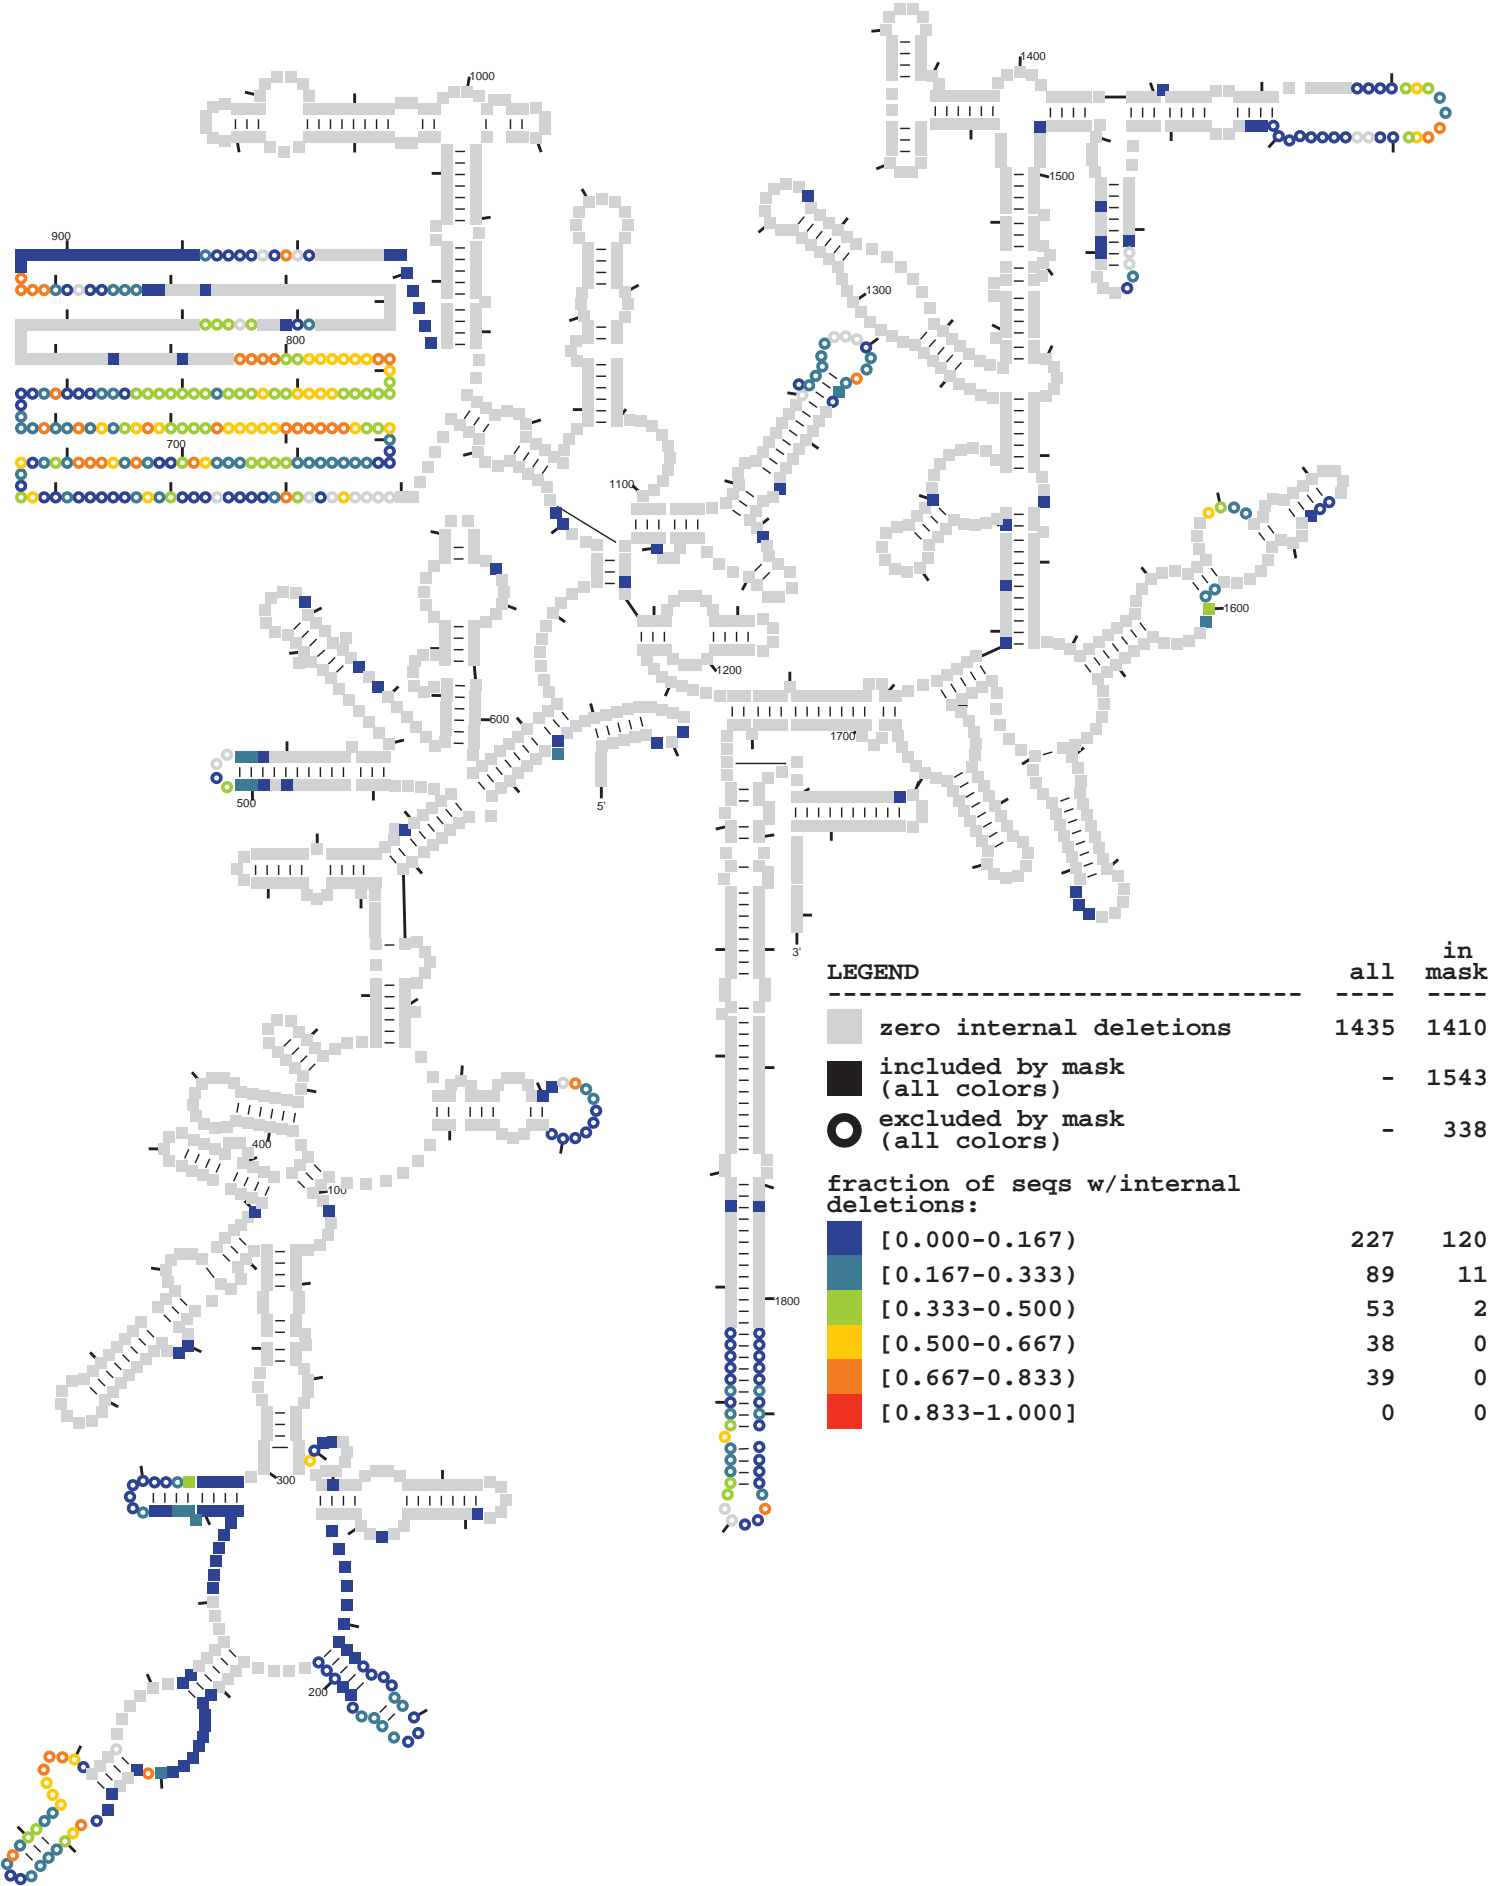 1400
1000
1500
900
1300
800
700
1100
1600
1200
600
1700
500
5'
3'
in
LEGEND all mask
-------------------------------- ---- ----
zero internal deletions 1435 1410
included by mask
(all colors) - 1543
excluded by mask
(all colors) - 338
400
fraction of seqs w/internal
deletions:
100
[0.000-0.167) 227 120
[0.167-0.333) 89 11
1800
[0.333-0.500) 53 2
[0.500-0.667) 38 0
[0.667-0.833) 39 0
[0.833-1.000] 0 0
300
200